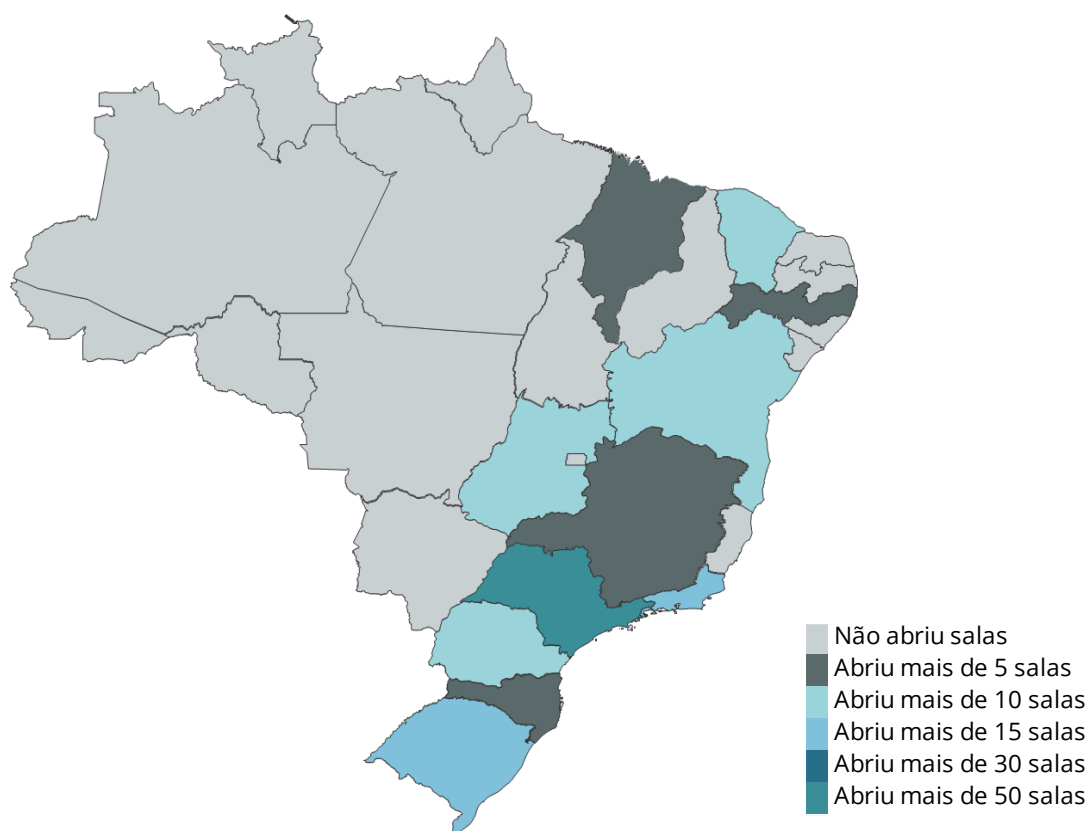 Não abriu salas
Abriu mais de 5 salas
Abriu mais de 10 salas
Abriu mais de 15 salas
Abriu mais de 30 salas
Abriu mais de 50 salas